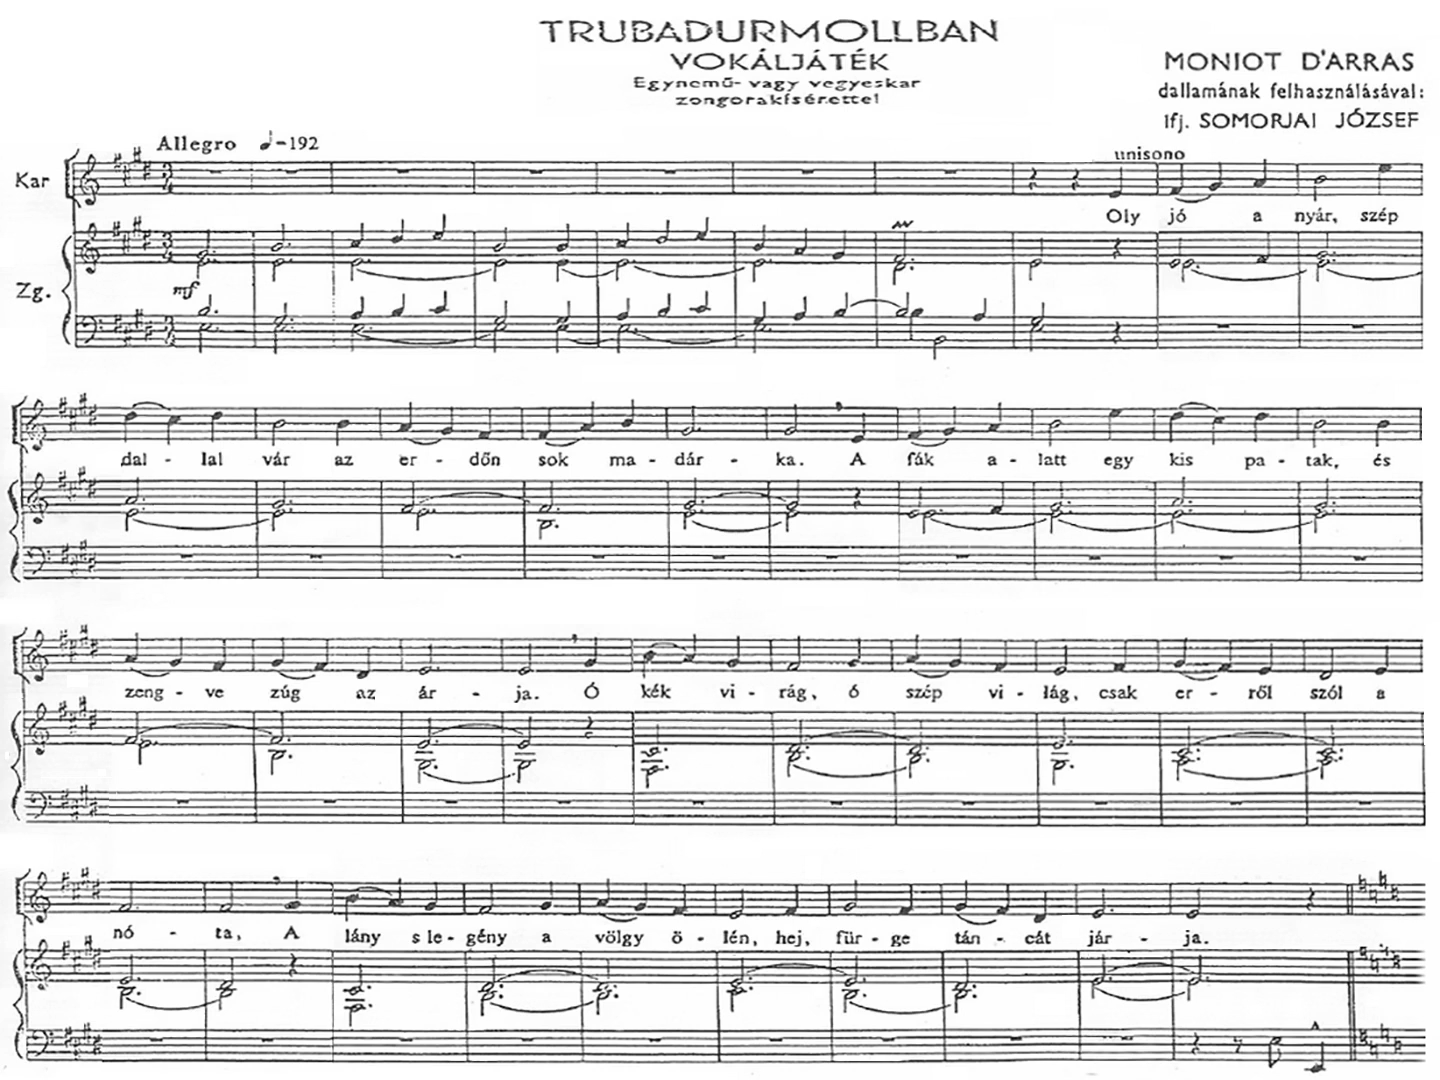 TRUBADURMOLLBAN
VOKÁLJÁTÉK
Egynemű- vagy vegyeskar
zongorakísérettel
MONIOT D'ARRAS
dallamának felhasználásával:
Ifj. SOMORJAI JÓZSEF
Allegro ♩=192
unisono
Kar
Oly jó a nyár, szép
Zg.
mf
dal - lal vár az er - dőn sok ma - dár - ka. A fák a - latt egy kis pa - tak, és
zeng - ve zúg az ár - ja. Ó kék vi - rág, ó szép vi - lág, csak er - ről szól a
nó - ta, A lány s le - gény a völgy ö - lén, hej, für - ge tán - cát jár - ja.